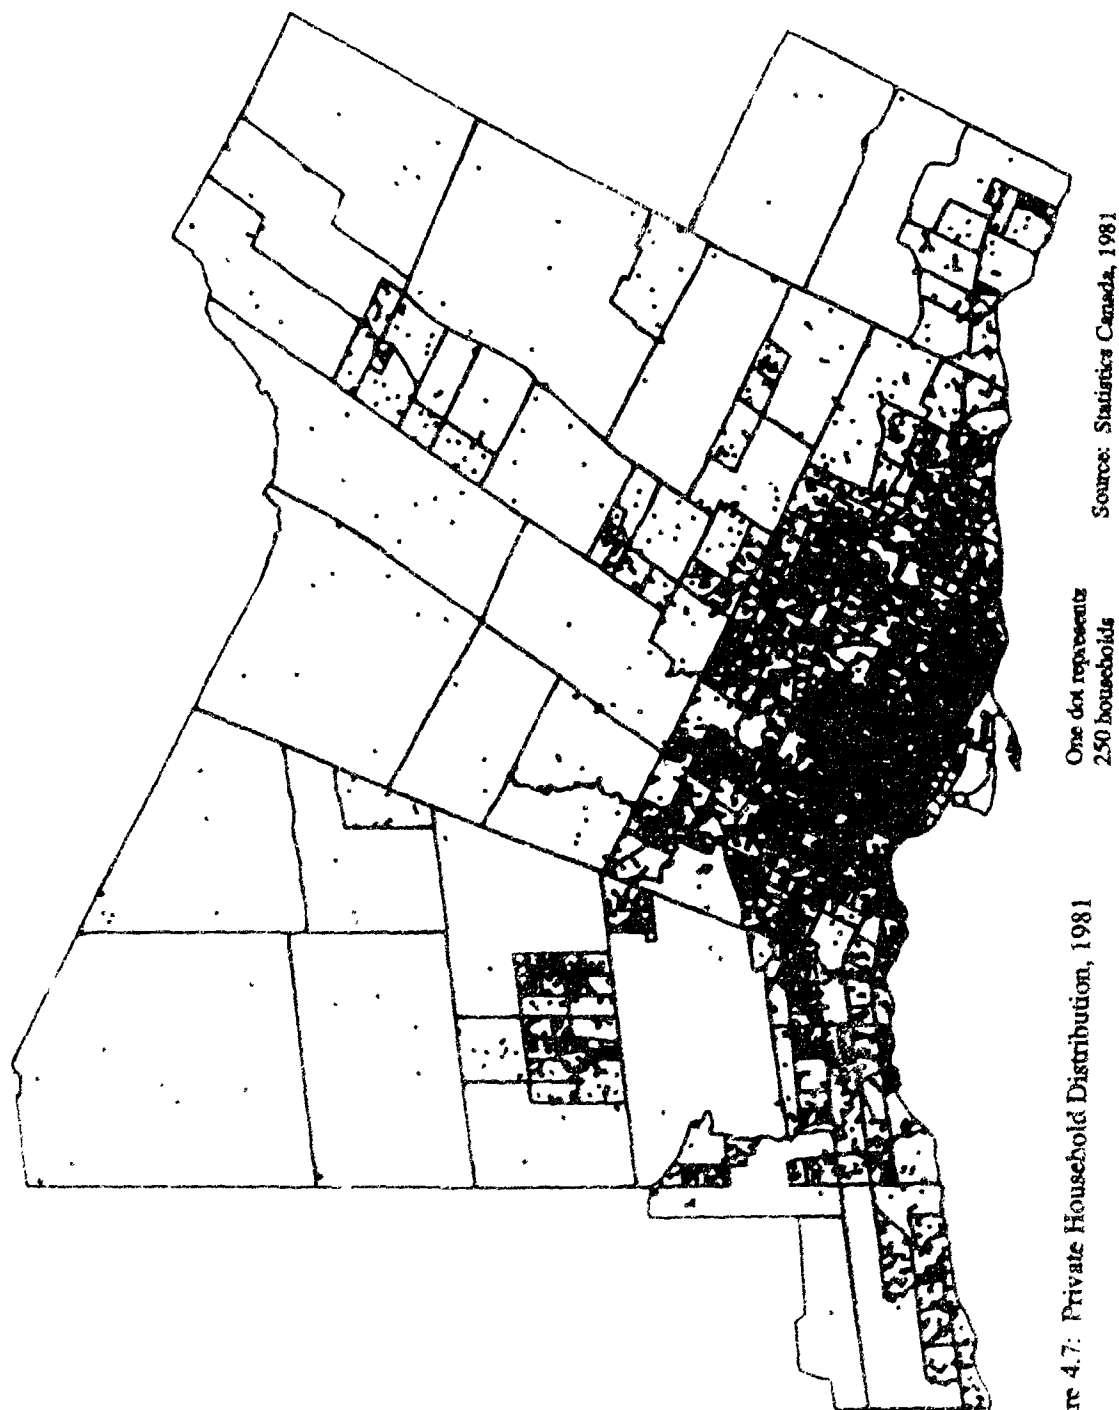 re 4.7: Private Household Distribution, 1981
One dot represents
250 households
Source: Statistics Canada, 1981